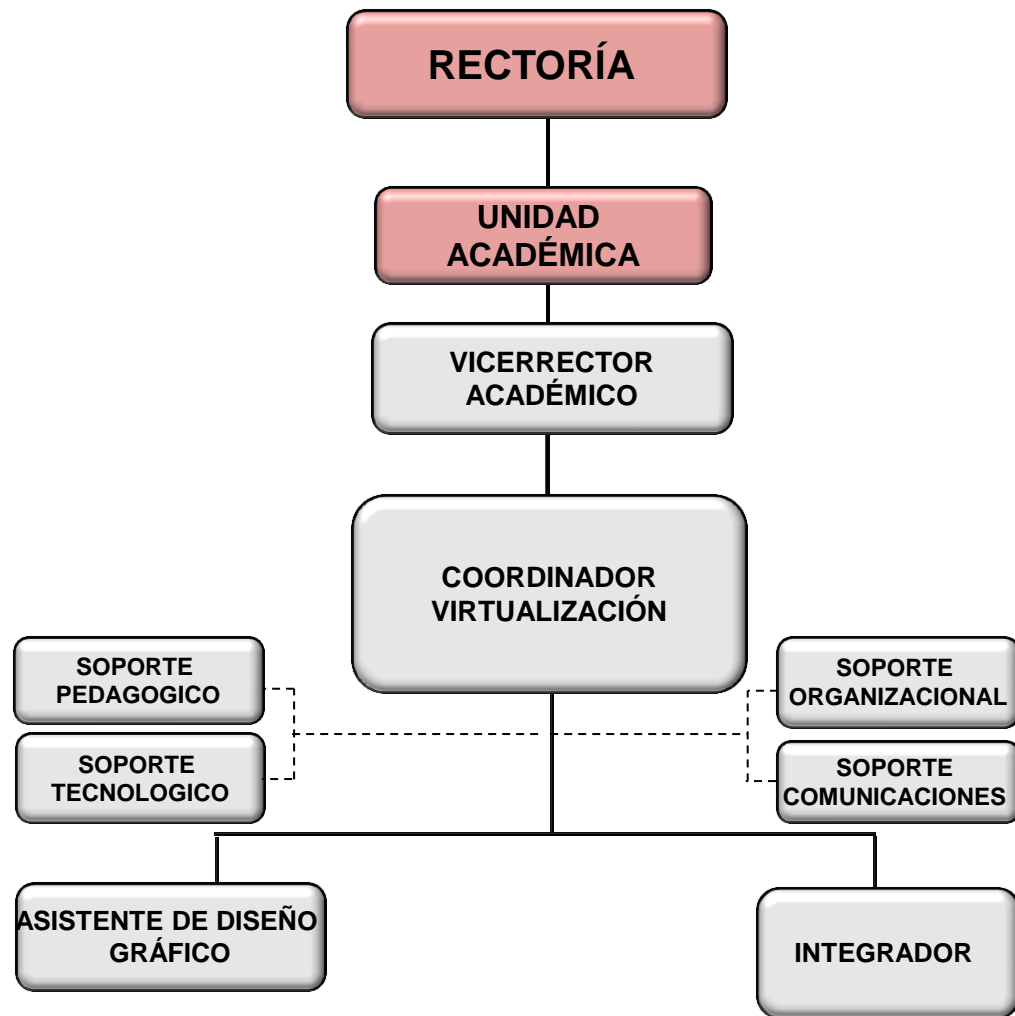 RECTORÍA
UNIDAD
ACADÉMICA
VICERRECTOR
ACADÉMICO
COORDINADOR
VIRTUALIZACIÓN
SOPORTE
PEDAGOGICO
SOPORTE
TECNOLOGICO
SOPORTE
ORGANIZACIONAL
SOPORTE
COMUNICACIONES
ASISTENTE DE DISEÑO
GRÁFICO
INTEGRADOR